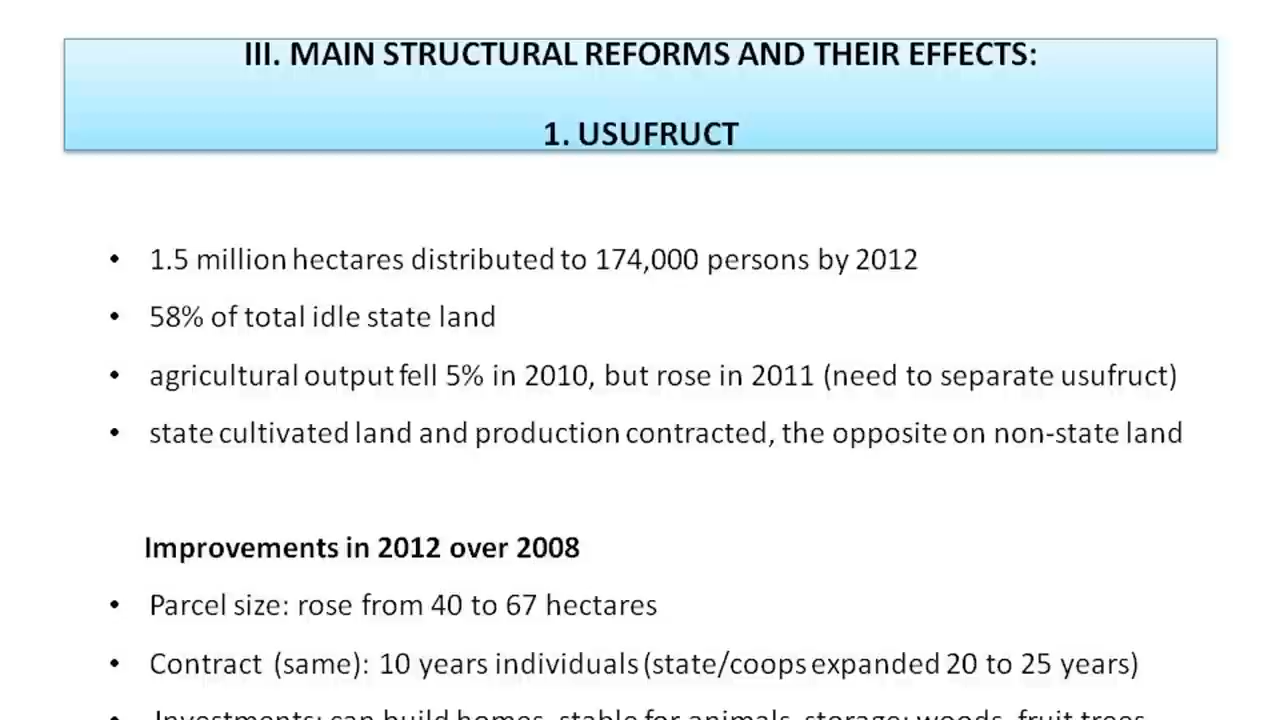 III. MAIN STRUCTURAL REFORMS AND THEIR EFFECTS:
1. USUFRUCT
• 1.5 million hectares distributed to 174,000 persons by 2012
• 58% of total idle state land
• agricultural output fell 5% in 2010, but rose in 2011 (need to separate usufruct)
• state cultivated land and production contracted, the opposite on non-state land
Improvements in 2012 over 2008
• Parcel size: rose from 40 to 67 hectares
• Contract (same): 10 years individuals (state/coops expanded 20 to 25 years)
• Investments: can build homes, stable for animals, storage; woods, fruit trees